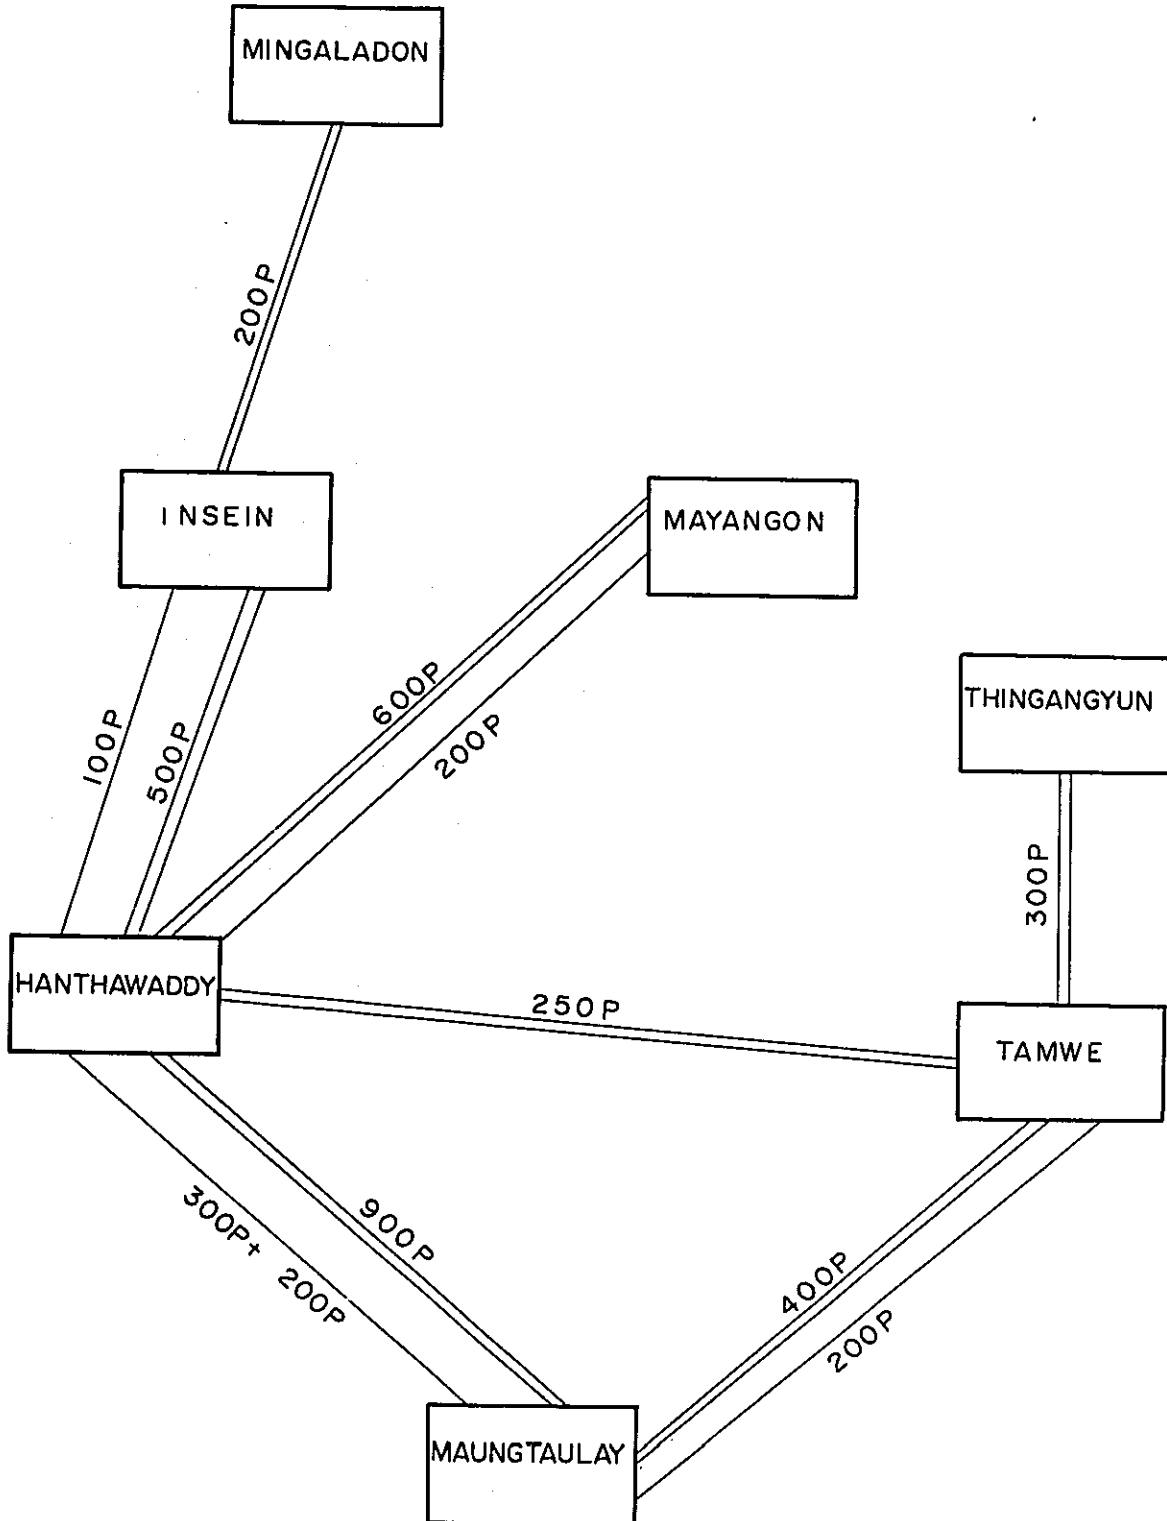 MINGALADON
200P
INSEIN
MAYANGON
100P
500P
600P
200P
THINGANGYUN
300P
HANTHAWADDY
250P
TAMWE
300P+ 200P
900P
400P
200P
MAUNGTAULAY